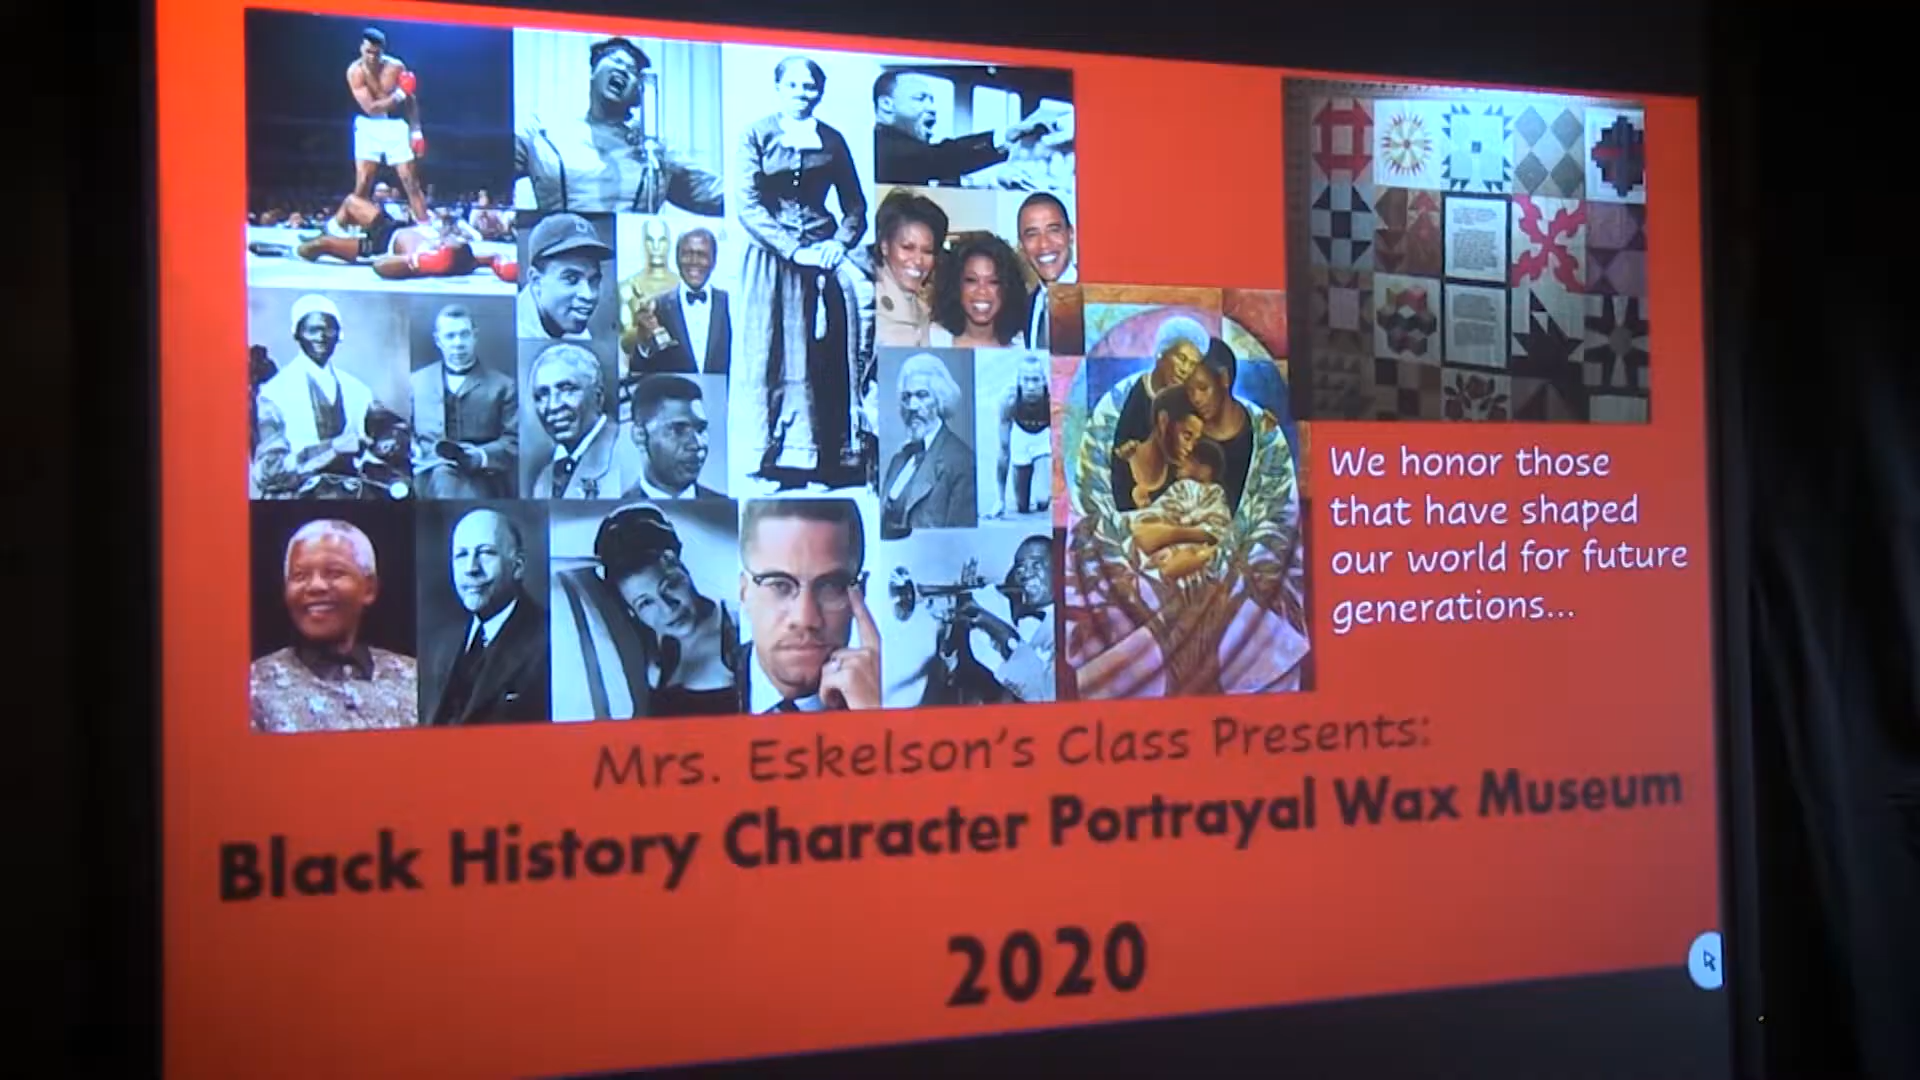 We honor those
that have shaped
our world for future
generations...
Mrs. Eskelson's Class Presents:
Black History Character Portrayal Wax Museum
2020